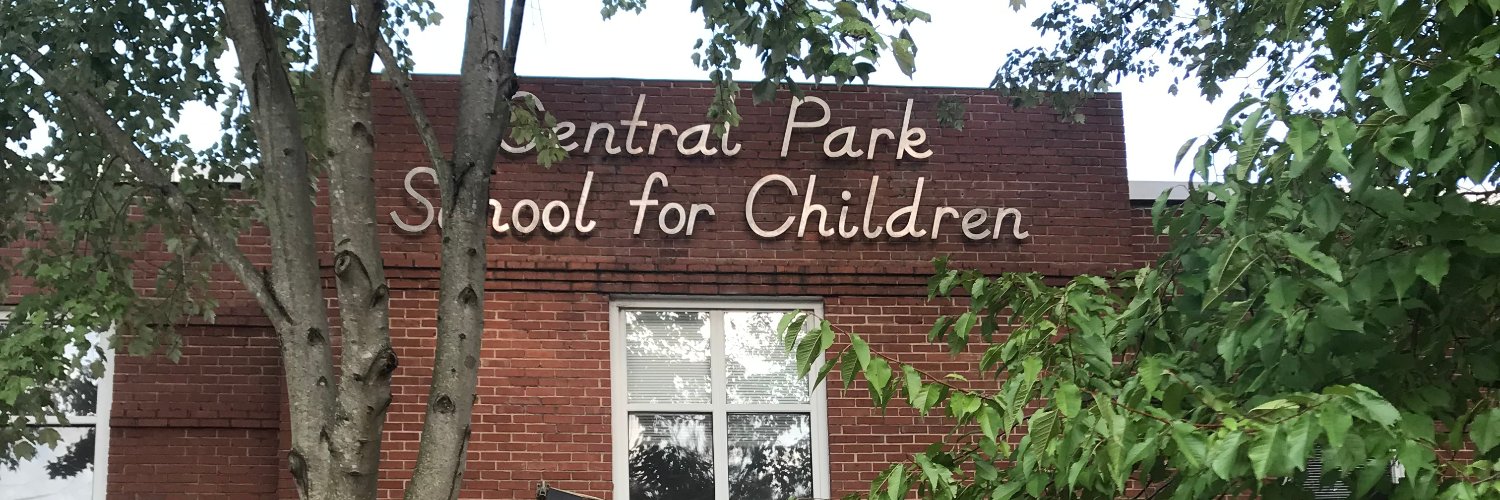 Central Park
School for Children